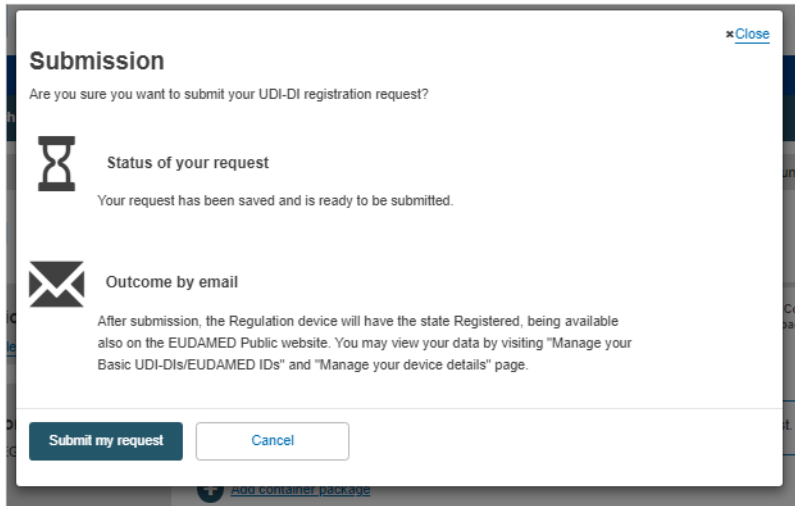 ×Close
Submission
Are you sure you want to submit your UDI-DI registration request?
Status of your request
Your request has been saved and is ready to be submitted.
Outcome by email
After submission, the Regulation device will have the state Registered, being available
also on the EUDAMED Public website. You may view your data by visiting "Manage your
Basic UDI-DIs/EUDAMED IDs" and "Manage your device details" page.
Submit my request
Cancel
Add container package